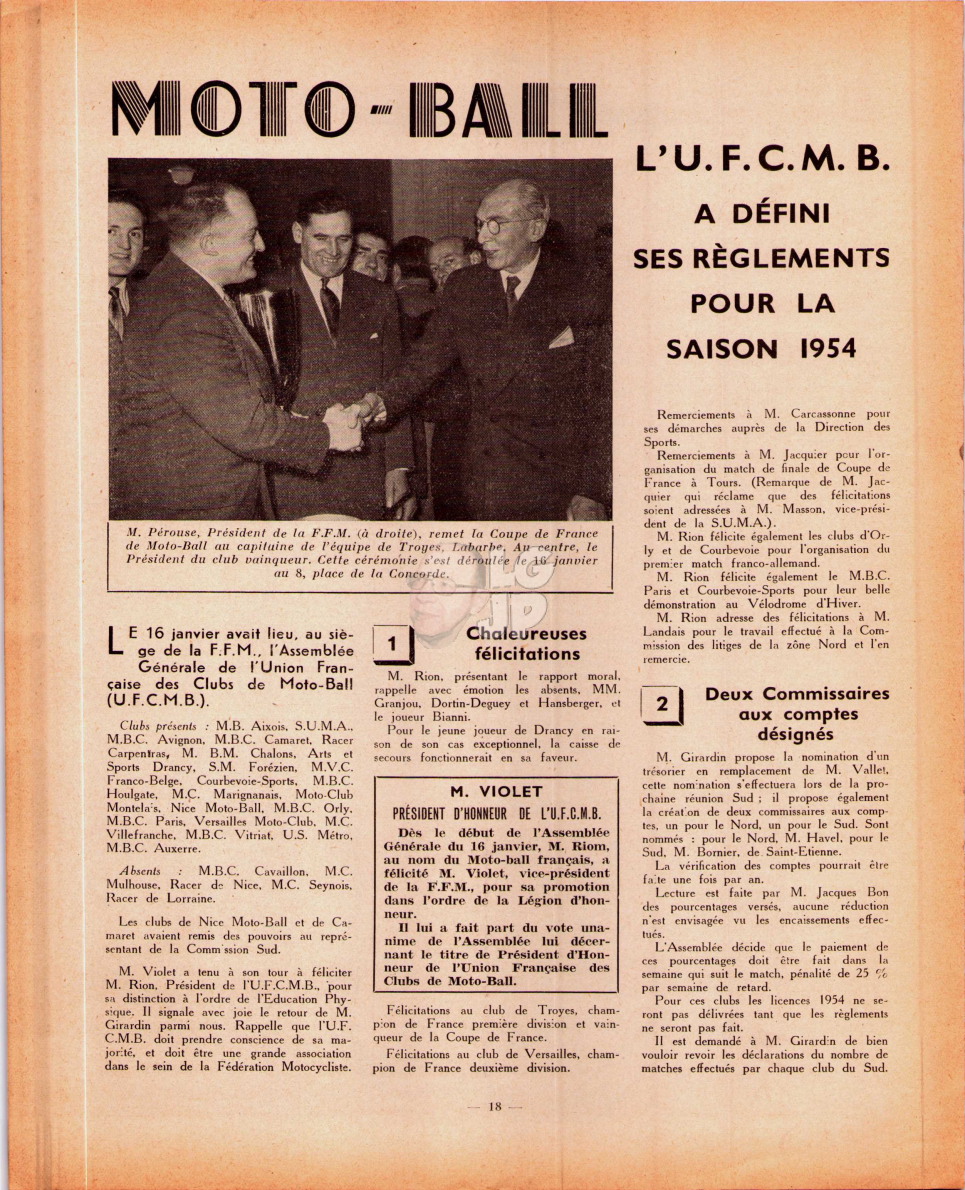 MOTO-BALL
L'U.F.C.M.B.
A DÉFINI
SES RÈGLEMENTS
POUR LA
SAISON 1954
M. Pérouse, Président de la F.F.M. (à droite), remet la Coupe de France
de Moto-Ball au capitaine de l'équipe de Troyes, Labarbe. Au centre, le
Président du club vainqueur. Cette cérémonie s'est déroulée le 16 janvier
au 8, place de la Concorde.
LE 16 janvier avait lieu, au siè-
ge de la F.F.M., l'Assemblée
Générale de l'Union Fran-
çaise des Clubs de Moto-Ball
(U.F.C.M.B.).
Clubs présents : M.B. Aixois, S.U.M.A.,
M.B.C. Avignon, M.B.C. Camaret, Racer
Carpentras, M. B.M. Chalons, Arts et
Sports Drancy, S.M. Forézien, M.V.C.
Franco-Belge, Courbevoie-Sports, M.B.C.
Houlgate, M.C. Marignanais, Moto-Club
Montelais, Nice Moto-Ball, M.B.C. Orly,
M.B.C. Paris, Versailles Moto-Club, M.C.
Villefranche, M.B.C. Vitriat, U.S. Métro,
M.B.C. Auxerre.
Absents : M.B.C. Cavaillon, M.C.
Mulhouse, Racer de Nice, M.C. Seynois,
Racer de Lorraine.
Les clubs de Nice Moto-Ball et de Ca-
maret avaient remis des pouvoirs au repré-
sentant de la Commission Sud.
M. Violet a tenu à son tour à féliciter
M. Rion, Président de l'U.F.C.M.B., pour
sa distinction à l'ordre de l'Education Phy-
sique. Il signale avec joie le retour de M.
Girardin parmi nous. Rappelle que l'U.F.
C.M.B. doit prendre conscience de sa ma-
jorité, et doit être une grande association
dans le sein de la Fédération Motocycliste.
1
Chaleureuses
félicitations
M. Rion, présentant le rapport moral,
rappelle avec émotion les absents, MM.
Granjou, Dortin-Deguey et Hansberger, et
le joueur Bianni.
Pour le jeune joueur de Drancy en rai-
son de son cas exceptionnel, la caisse de
secours fonctionnerait en sa faveur.
M. VIOLET
PRÉSIDENT D'HONNEUR DE L'U.F.C.M.B.
Dès le début de l'Assemblée
Générale du 16 janvier, M. Riom,
au nom du Moto-ball français, a
félicité M. Violet, vice-président
de la F.F.M., pour sa promotion
dans l'ordre de la Légion d'hon-
neur.
Il lui a fait part du vote una-
nime de l'Assemblée lui décer-
nant le titre de Président d'Hon-
neur de l'Union Française des
Clubs de Moto-Ball.
Félicitations au club de Troyes, cham-
pion de France première division et vain-
queur de la Coupe de France.
Félicitations au club de Versailles, cham-
pion de France deuxième division.
Remerciements à M. Carcassonne pour
ses démarches auprès de la Direction des
Sports.
Remerciements à M. Jacquier pour l'or-
ganisation du match de finale de Coupe de
France à Tours. (Remarque de M. Jac-
quier qui réclame que des félicitations
soient adressées à M. Masson, vice-prési-
dent de la S.U.M.A.).
M. Rion félicite également les clubs d'Or-
ly et de Courbevoie pour l'organisation du
premier match franco-allemand.
M. Rion félicite également le M.B.C.
Paris et Courbevoie-Sports pour leur belle
démonstration au Vélodrome d'Hiver.
M. Rion adresse des félicitations à M.
Landais pour le travail effectué à la Com-
mission des litiges de la zône Nord et l'en
remercie.
2
Deux Commissaires
aux comptes
désignés
M. Girardin propose la nomination d'un
trésorier en remplacement de M. Vallet,
cette nomination s'effectuera lors de la pro-
chaine réunion Sud ; il propose également
la création de deux commissaires aux comp-
tes, un pour le Nord, un pour le Sud. Sont
nommés : pour le Nord, M. Havel, pour le
Sud, M. Bornier, de Saint-Etienne.
La vérification des comptes pourrait être
faite une fois par an.
Lecture est faite par M. Jacques Bon
des pourcentages versés, aucune réduction
n'est envisagée vu les encaissements effec-
tués.
L'Assemblée décide que le paiement de
ces pourcentages doit être fait dans la
semaine qui suit le match, pénalité de 25 %
par semaine de retard.
Pour ces clubs les licences 1954 ne se-
ront pas délivrées tant que les règlements
ne seront pas fait.
Il est demandé à M. Girardin de bien
vouloir revoir les déclarations du nombre de
matches effectués par chaque club du Sud.
— 18 —
LG
JP